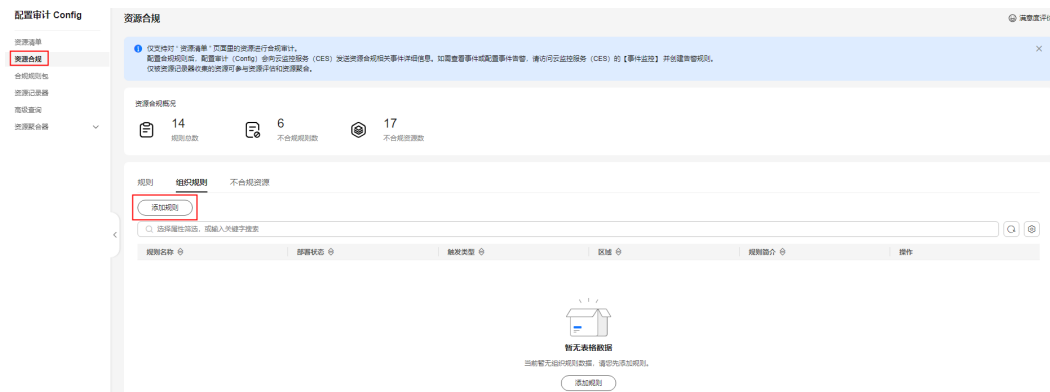 配置审计 Config
资源清单
资源合规
合规规则包
资源记录器
高级查询
资源聚合器
资源合规
满意度评价
仅支持对“资源清单”页面里的资源进行合规审计。
配置合规规则后，配置审计（Config）会向云监控服务（CES）发送资源合规相关事件详细信息。如需查看事件或配置事件告警，请访问云监控服务（CES）的【事件监控】并创建告警规则。
仅被资源记录器收集的资源可参与资源评估和资源聚合。
资源合规概况
14
规则总数
6
不合规规则数
17
不合规资源数
规则 组织规则 不合规资源
添加规则
选择属性筛选，或输入关键字搜索
规则名称 部署状态 触发类型 区域 规则简介 操作
暂无表格数据
当前暂无组织规则数据，请您先添加规则。
添加规则